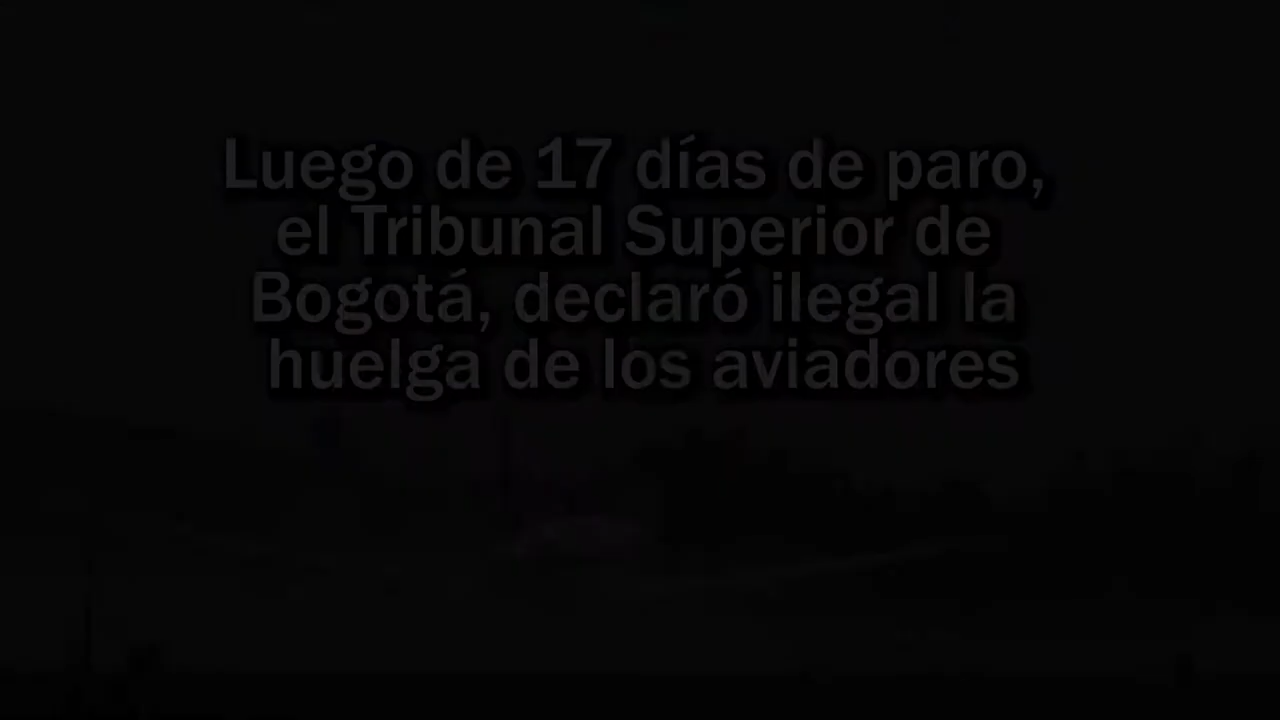 Luego de 17 días de paro,
el Tribunal Superior de
Bogotá, declaró ilegal la
huelga de los aviadores